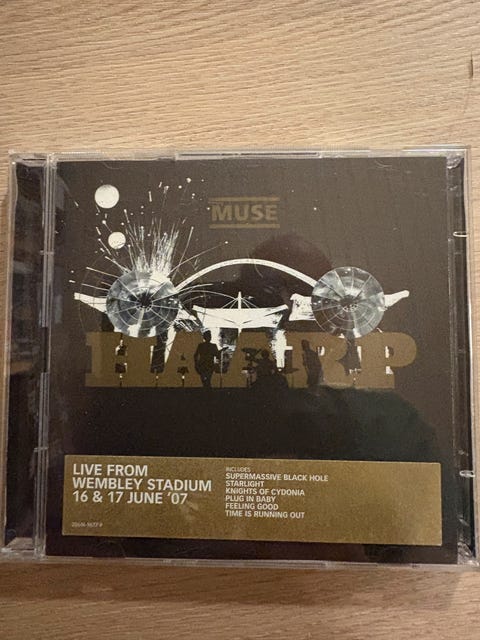 MUSE
HAARP
LIVE FROM
WEMBLEY STADIUM
16 & 17 JUNE '07
INCLUDES
SUPERMASSIVE BLACK HOLE
STARLIGHT
KNIGHTS OF CYDONIA
PLUG IN BABY
FEELING GOOD
TIME IS RUNNING OUT